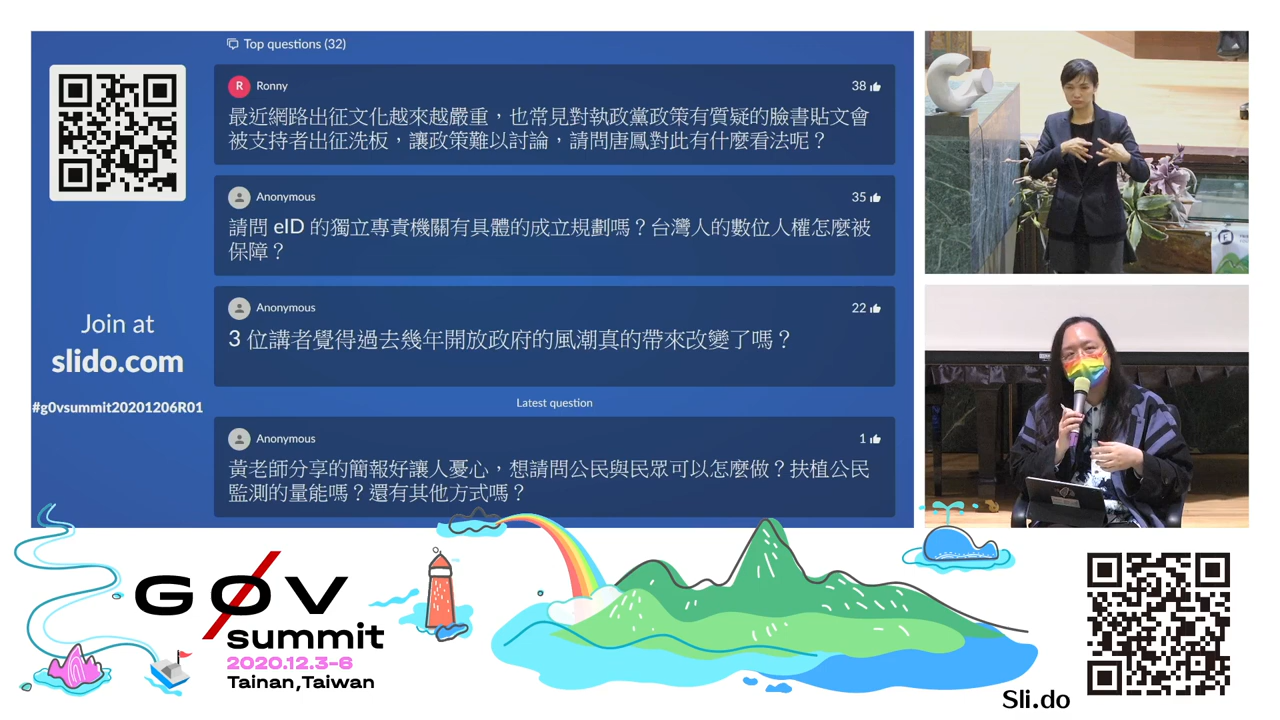 Top questions (32)
R
Ronny
38
最近網路出征文化越來越嚴重，也常見對執政黨政策有質疑的臉書貼文會
被支持者出征洗板，讓政策難以討論，請問唐鳳對此有什麼看法呢？
Anonymous
35
請問 eID 的獨立專責機關有具體的成立規劃嗎？台灣人的數位人權怎麼被
保障？
Anonymous
22
3 位講者覺得過去幾年開放政府的風潮真的帶來改變了嗎？
Latest question
Anonymous
1
黃老師分享的簡報好讓人憂心，想請問公民與民眾可以怎麼做？扶植公民
監測的量能嗎？還有其他方式嗎？
Join at
slido.com
#g0vsummit20201206R01
GØV
summit
2020.12.3-6
Tainan,Taiwan
Sli.do